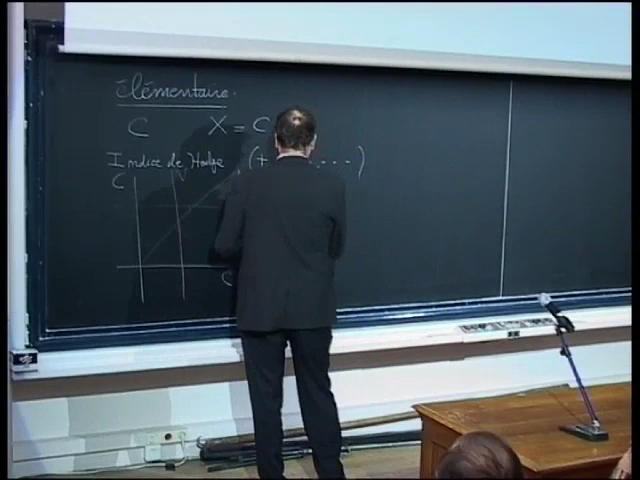 élémentaire.
C X = C
Indice de Hodge (+ ....)
C
C